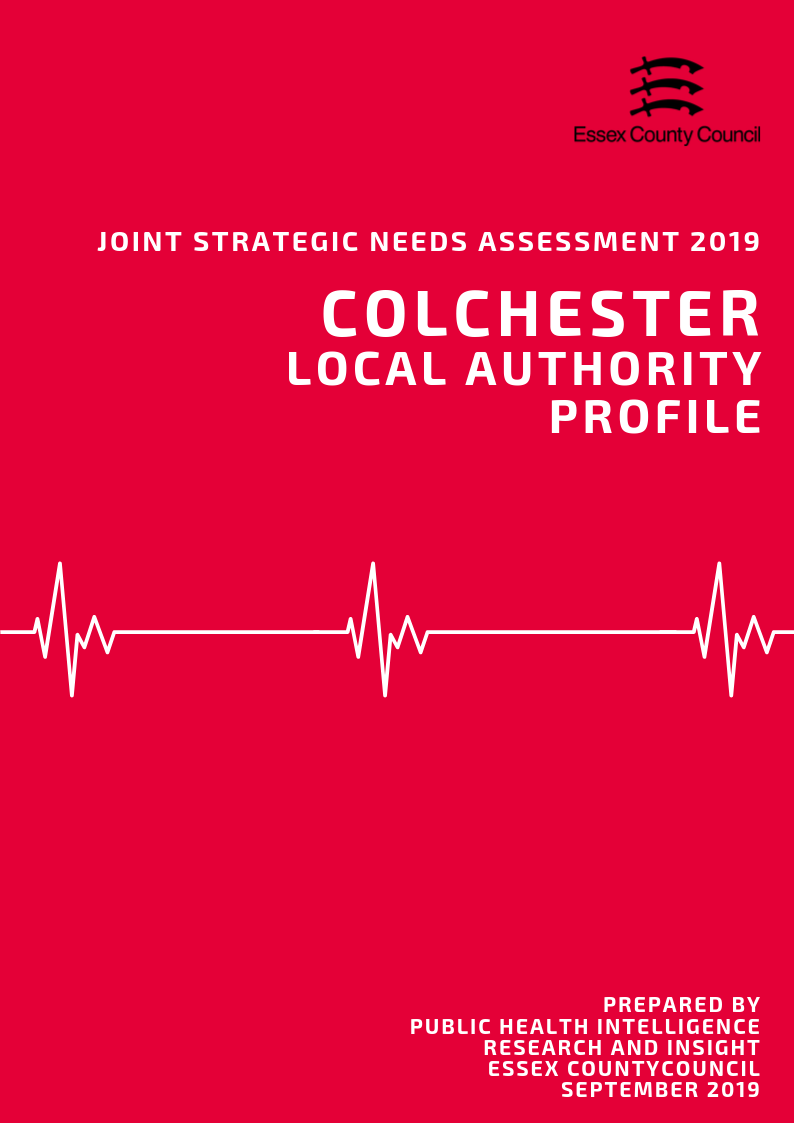 Essex County Council
JOINT STRATEGIC NEEDS ASSESSMENT 2019
COLCHESTER
LOCAL AUTHORITY
PROFILE
PREPARED BY
PUBLIC HEALTH INTELLIGENCE
RESEARCH AND INSIGHT
ESSEX COUNTYCOUNCIL
SEPTEMBER 2019